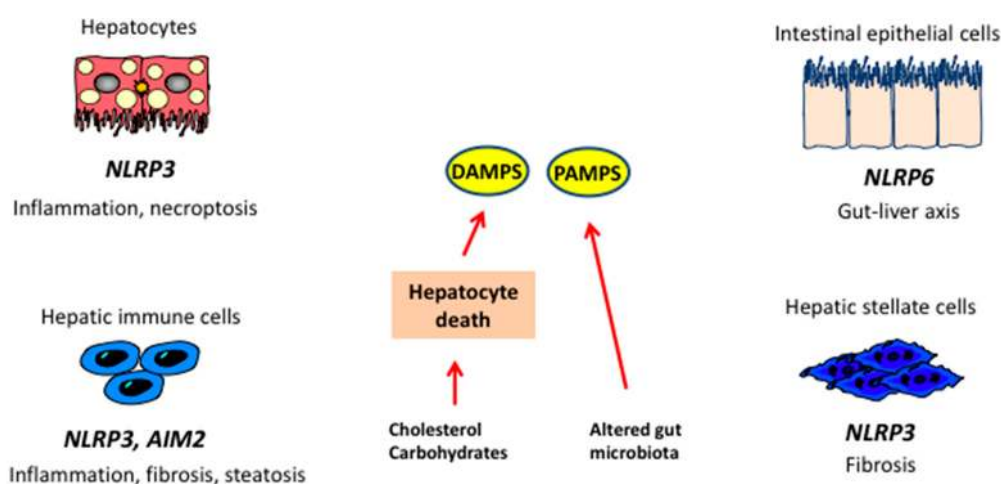 Hepatocytes
NLRP3
Inflammation, necroptosis
Hepatic immune cells
NLRP3, AIM2
Inflammation, fibrosis, steatosis
DAMPS
PAMPS
Hepatocyte
death
Cholesterol
Carbohydrates
Altered gut
microbiota
Intestinal epithelial cells
NLRP6
Gut-liver axis
Hepatic stellate cells
NLRP3
Fibrosis